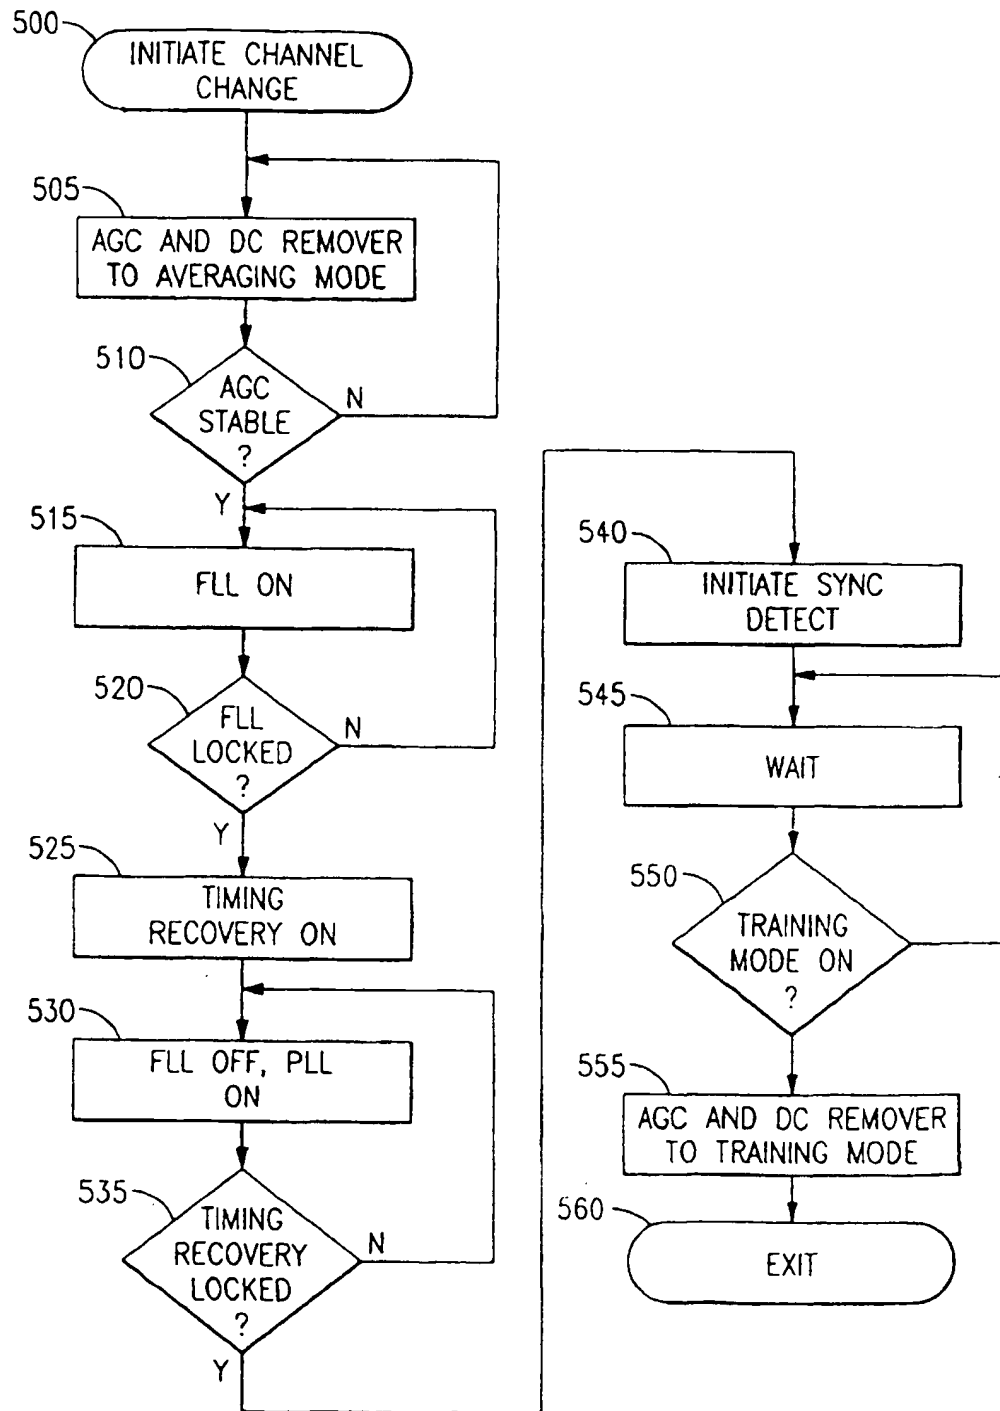 500
INITIATE CHANNEL
CHANGE
505
AGC AND DC REMOVER
TO AVERAGING MODE
510
AGC
STABLE
?
N
Y
515
FLL ON
520
FLL
LOCKED
?
N
Y
525
TIMING
RECOVERY ON
530
FLL OFF, PLL
ON
535
TIMING
RECOVERY
LOCKED
?
N
Y
540
INITIATE SYNC
DETECT
545
WAIT
550
TRAINING
MODE ON
?
555
AGC AND DC REMOVER
TO TRAINING MODE
560
EXIT